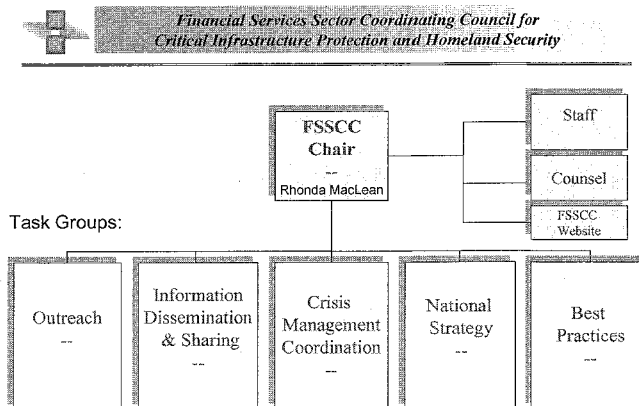 Financial Services Sector Coordinating Council for
Critical Infrastructure Protection and Homeland Security
FSSCC
Chair
--
Rhonda MacLean
Staff
Counsel
FSSCC
Website
Task Groups:
Outreach
--
Information
Dissemination
& Sharing
--
Crisis
Management
Coordination
--
National
Strategy
--
Best
Practices
--